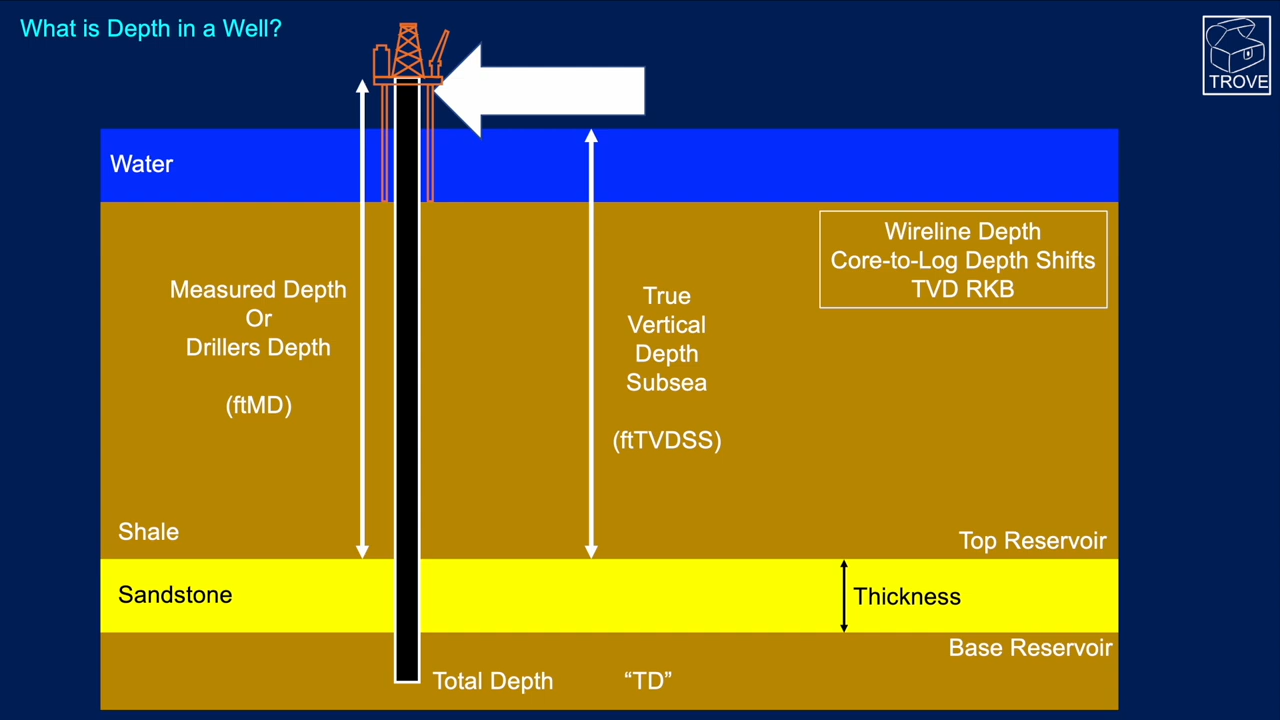 What is Depth in a Well?
TROVE
Water
Wireline Depth
Core-to-Log Depth Shifts
TVD RKB
Measured Depth
Or
Drillers Depth
(ftMD)
True
Vertical
Depth
Subsea
(ftTVDSS)
Shale
Top Reservoir
Sandstone
Thickness
Base Reservoir
Total Depth “TD”